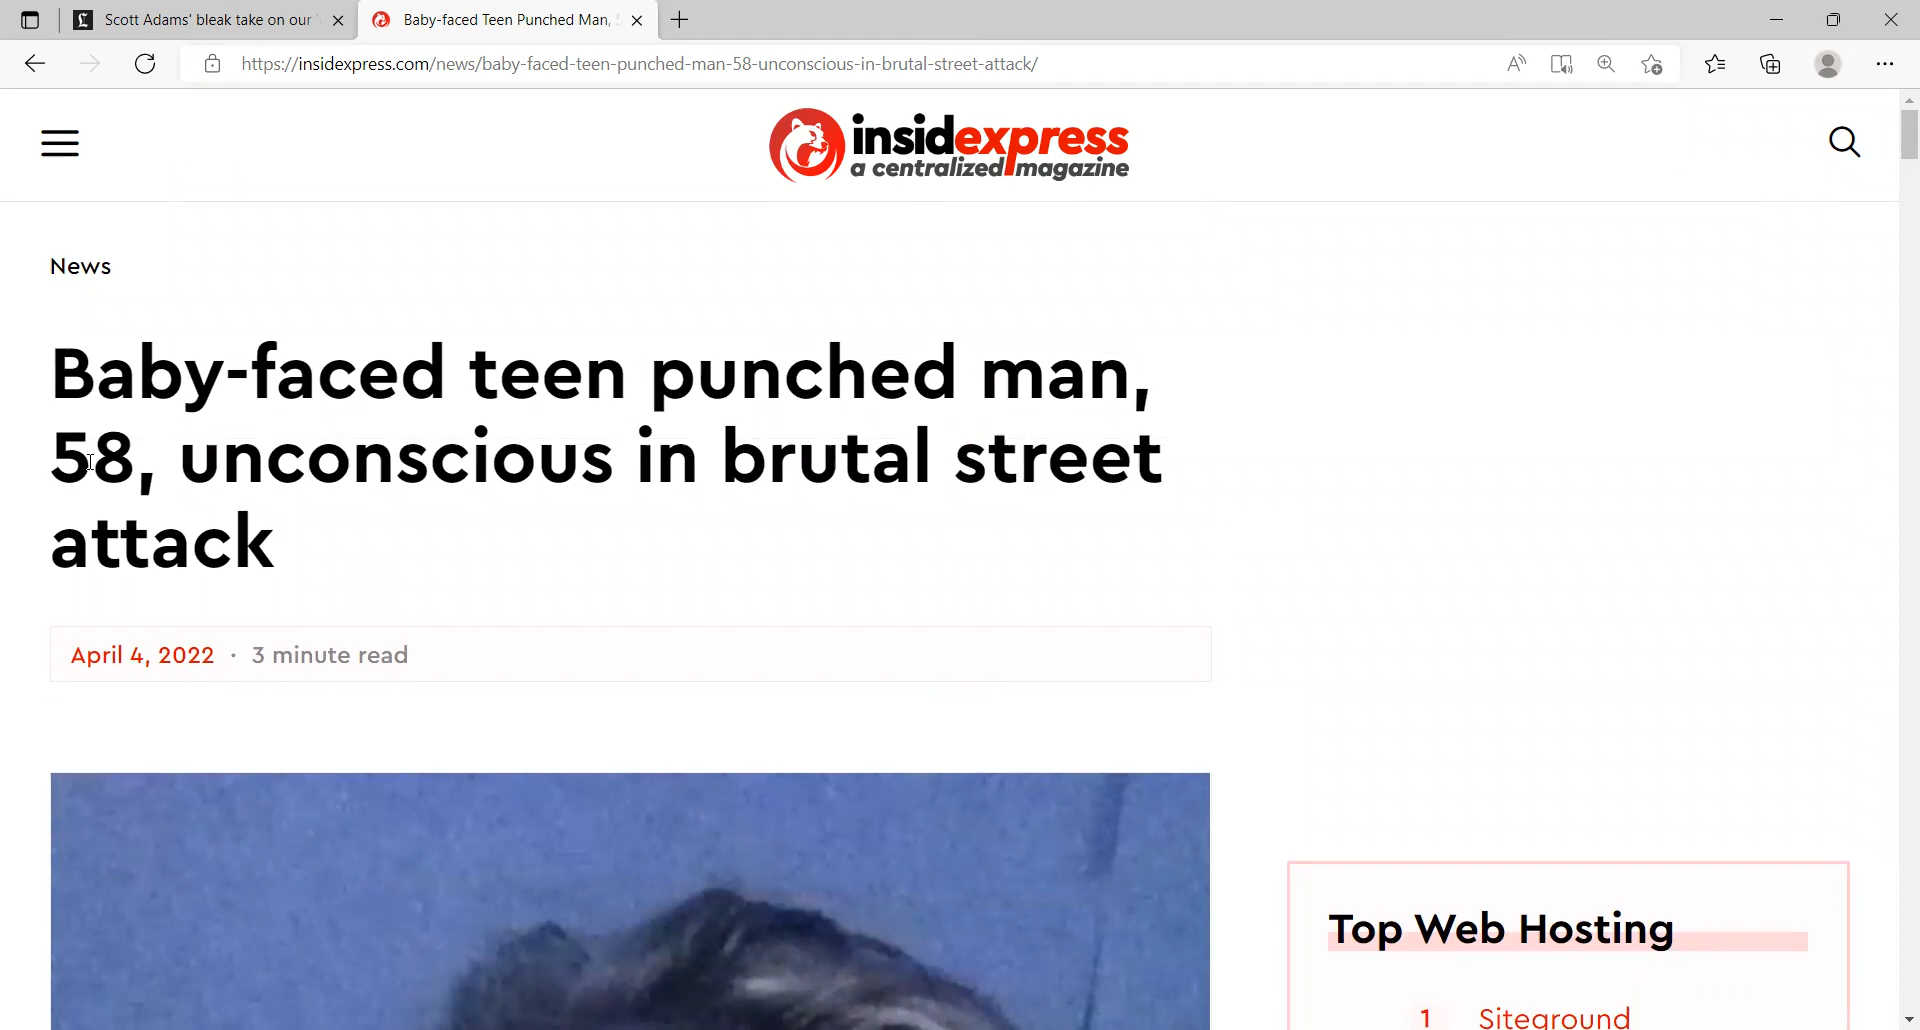 Scott Adams' bleak take on our
Baby-faced Teen Punched Man,
https://insidexpress.com/news/baby-faced-teen-punched-man-58-unconscious-in-brutal-street-attack/
insidexpress
a centralized magazine
News
Baby-faced teen punched man,
58, unconscious in brutal street
attack
April 4, 2022 · 3 minute read
Top Web Hosting
1 Siteground